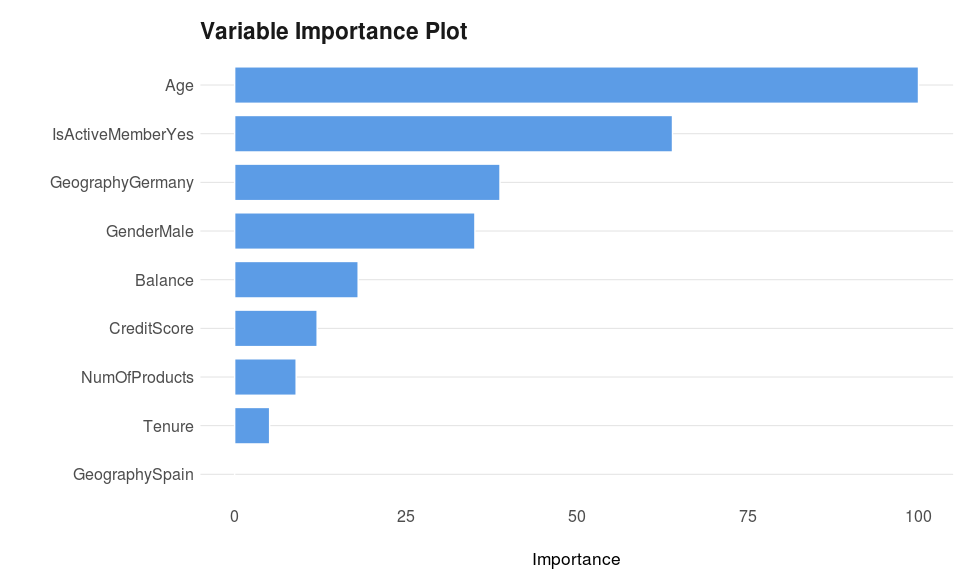 Variable Importance Plot
Age
IsActiveMemberYes
GeographyGermany
GenderMale
Balance
CreditScore
NumOfProducts
Tenure
GeographySpain
0 25 50 75 100
Importance